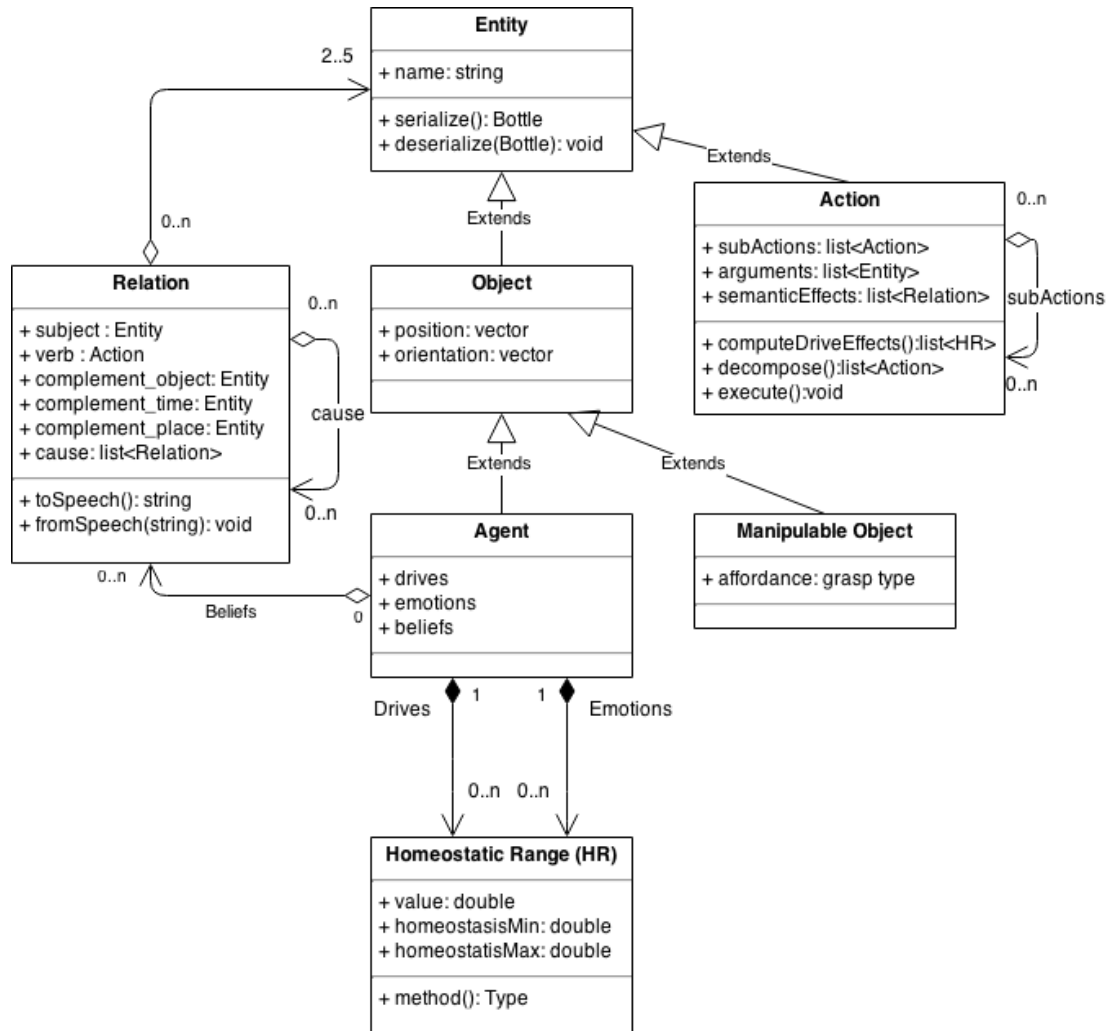 Entity
+ name: string
+ serialize(): Bottle
+ deserialize(Bottle): void
2..5
0..n
Extends
Extends
Action
+ subActions: list<Action>
+ arguments: list<Entity>
+ semanticEffects: list<Relation>
+ computeDriveEffects():list<HR>
+ decompose():list<Action>
+ execute():void
0..n
subActions
0..n
Relation
+ subject : Entity
+ verb : Action
+ complement_object: Entity
+ complement_time: Entity
+ complement_place: Entity
+ cause: list<Relation>
+ toSpeech(): string
+ fromSpeech(string): void
0..n
cause
0..n
Object
+ position: vector
+ orientation: vector
Extends
Extends
Agent
+ drives
+ emotions
+ beliefs
Manipulable Object
+ affordance: grasp type
0..n
Beliefs
0
Drives
1
1
Emotions
0..n
0..n
Homeostatic Range (HR)
+ value: double
+ homeostasisMin: double
+ homeostatisMax: double
+ method(): Type